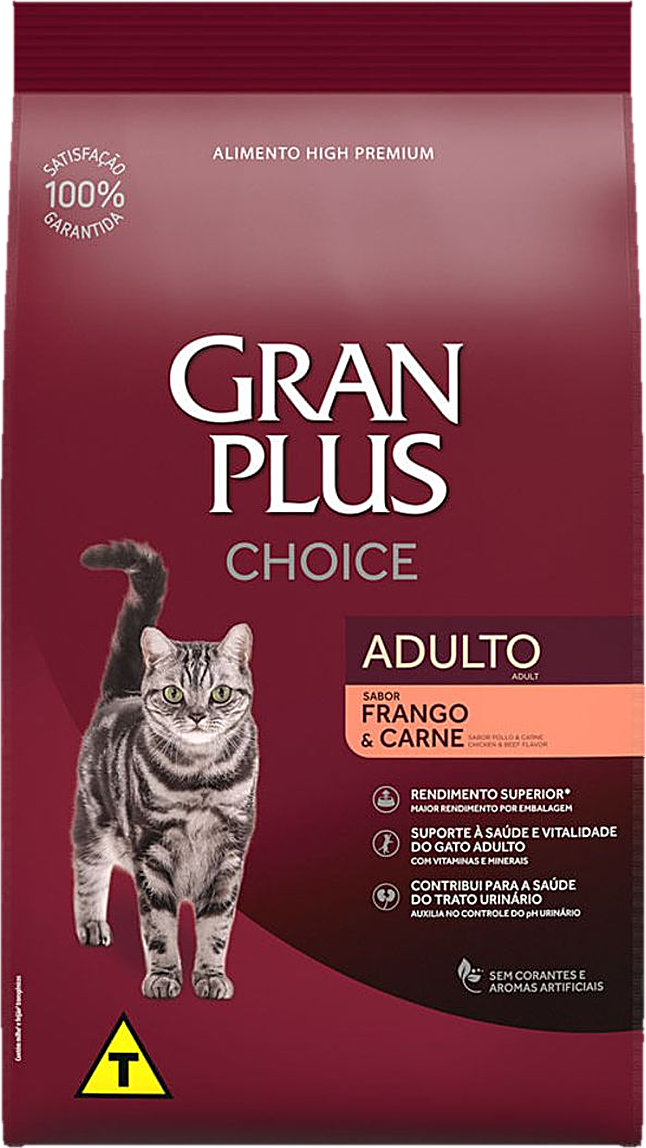 ALIMENTO HIGH PREMIUM
SATISFAÇÃO
100%
GARANTIDA
GRAN
PLUS
CHOICE
ADULTO
ADULT
SABOR
FRANGO
& CARNE
SABOR POLLO & CARNE
CHICKEN & BEEF FLAVOR
RENDIMENTO SUPERIOR*
MAIOR RENDIMENTO POR EMBALAGEM
SUPORTE À SAÚDE E VITALIDADE
DO GATO ADULTO
COM VITAMINAS E MINERAIS
CONTRIBUI PARA A SAÚDE
DO TRATO URINÁRIO
AUXILIA NO CONTROLE DO pH URINÁRIO
SEM CORANTES E
AROMAS ARTIFICIAIS
T